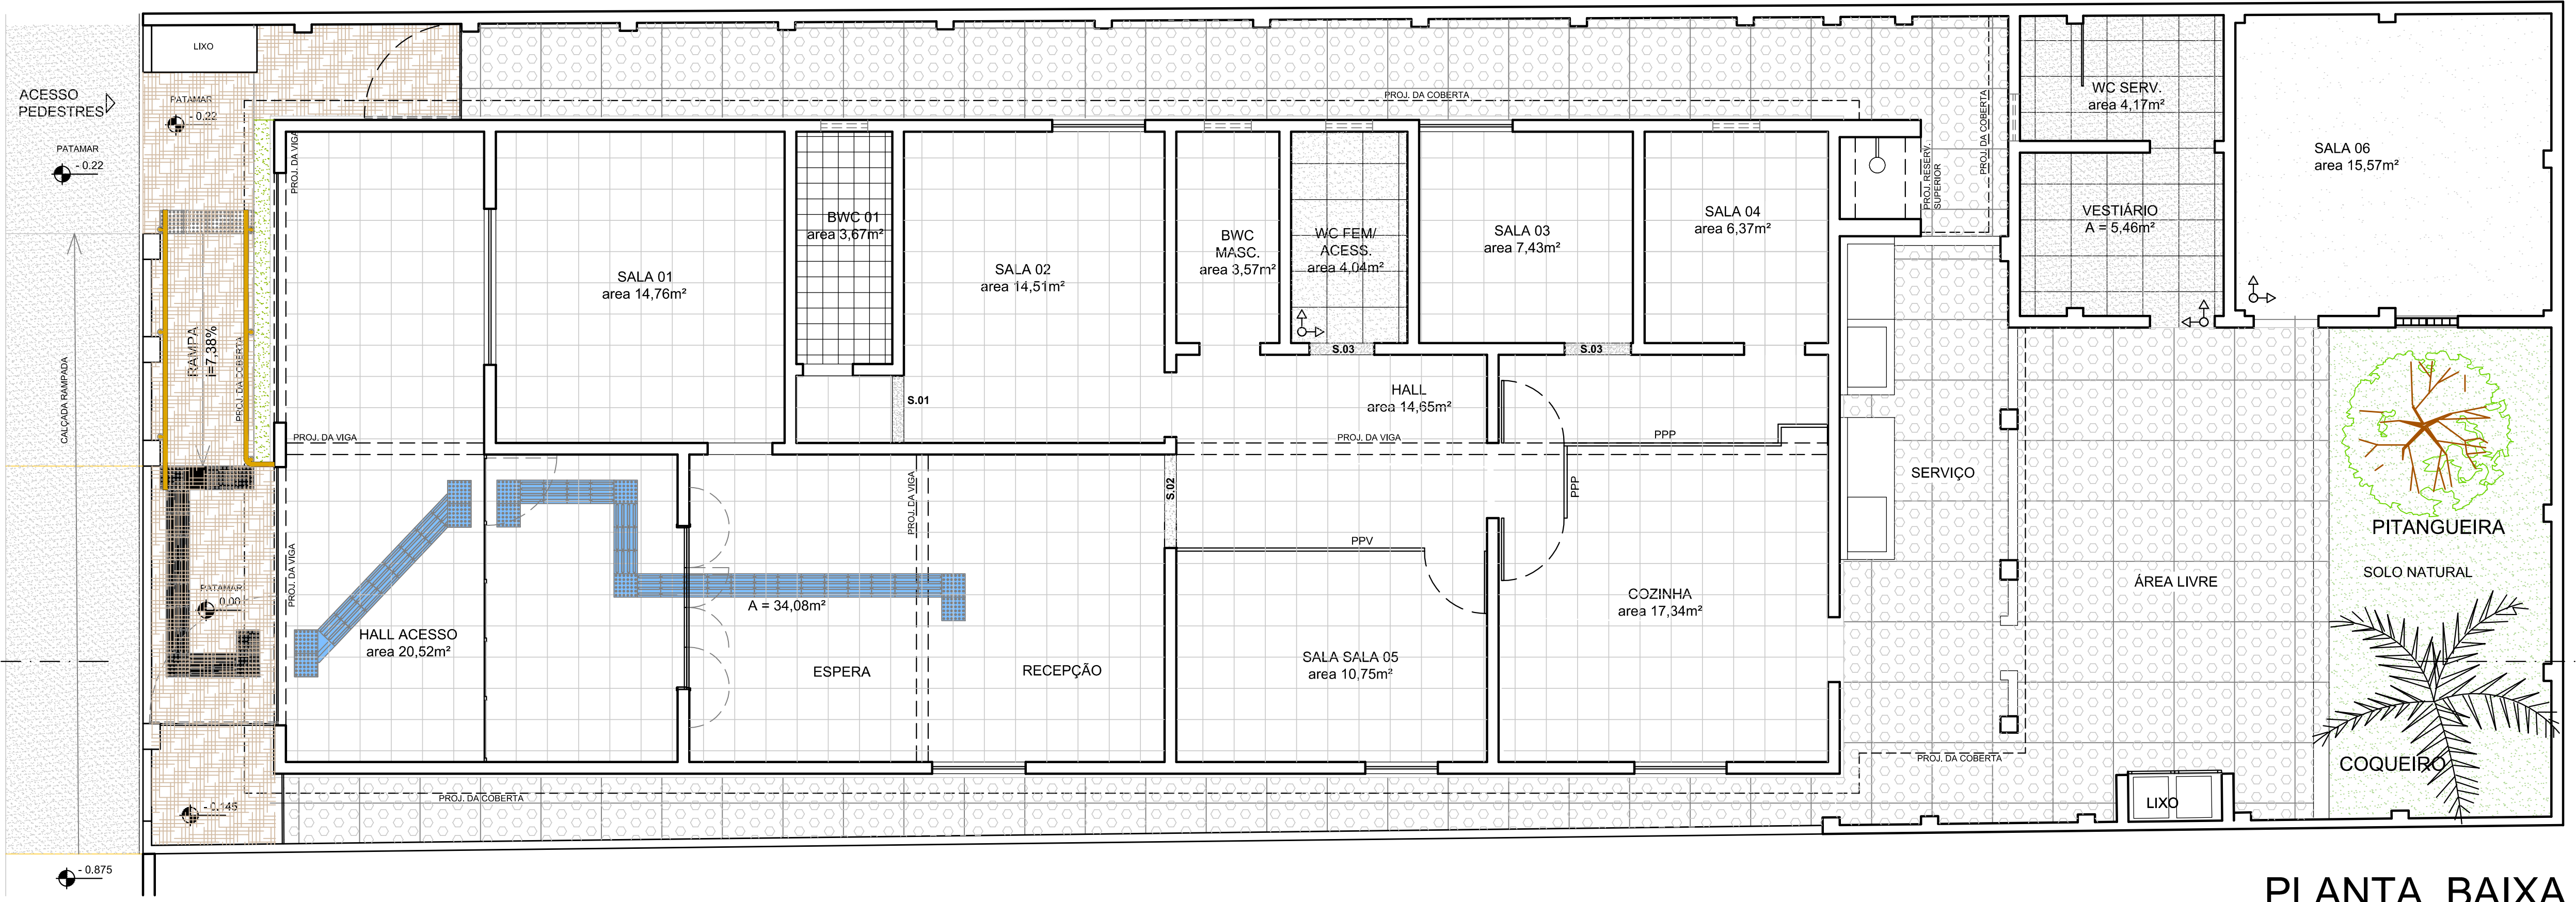 LIXO
ACESSO
PEDESTRES
PATAMAR
- 0.22
PATAMAR
- 0.22
PROJ. DA VIGA
PROJ. DA COBERTA
PROJ. DA COBERTA
PROJ. RESERV.
SUPERIOR
WC SERV.
area 4,17m²
SALA 06
area 15,57m²
VESTIÁRIO
A = 5,46m²
BWC 01
area 3,67m²
BWC
MASC.
area 3,57m²
WC FEM/
ACESS.
area 4,04m²
SALA 03
area 7,43m²
SALA 04
area 6,37m²
SALA 01
area 14,76m²
SALA 02
area 14,51m²
RAMPA
i=7,38%
PROJ. DA COBERTA
CALÇADA RAMPADA
S.03
S.03
S.01
HALL
area 14,65m²
PROJ. DA VIGA
PROJ. DA VIGA
PPP
PPP
SERVIÇO
S.02
PROJ. DA VIGA
PROJ. DA VIGA
PPV
PITANGUEIRA
SOLO NATURAL
ÁREA LIVRE
PATAMAR
0.00
A = 34,08m²
COZINHA
area 17,34m²
HALL ACESSO
area 20,52m²
ESPERA
RECEPÇÃO
SALA SALA 05
area 10,75m²
COQUEIRO
PROJ. DA COBERTA
PROJ. DA COBERTA
LIXO
- 0.145
- 0.875
PLANTA BAIXA